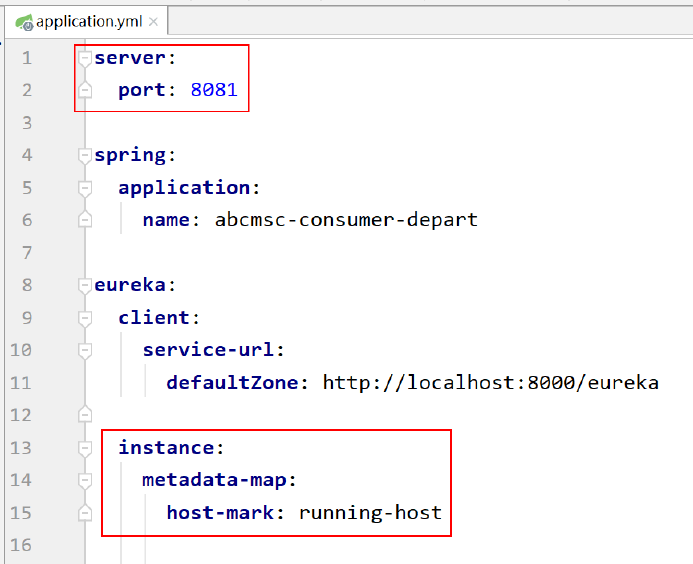 application.yml
1 server:
2 port: 8081
3
4 spring:
5 application:
6 name: abcmsc-consumer-depart
7
8 eureka:
9 client:
10 service-url:
11 defaultZone: http://localhost:8000/eureka
12
13 instance:
14 metadata-map:
15 host-mark: running-host
16